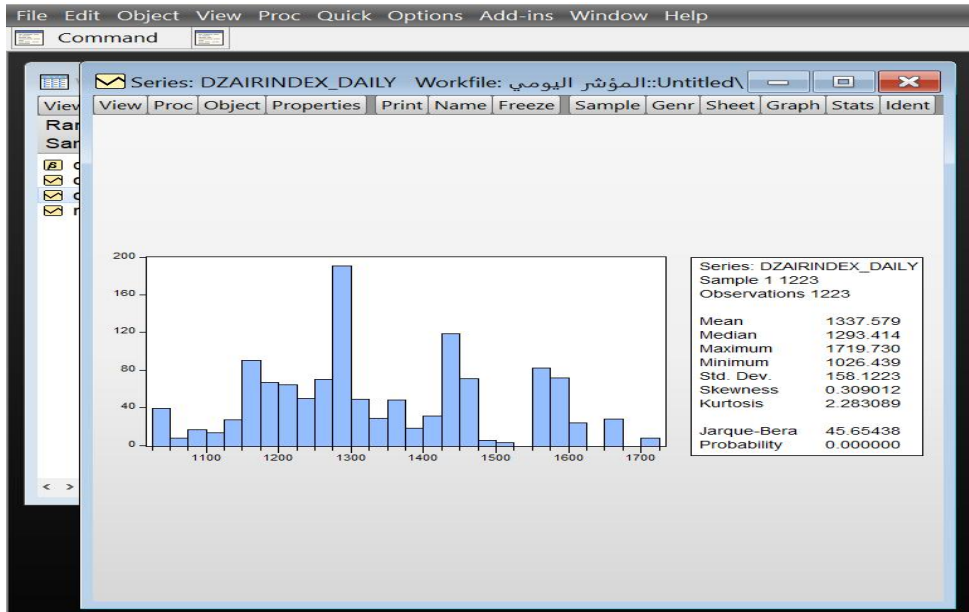 File Edit Object View Proc Quick Options Add-ins Window Help
Command
Series: DZAIRINDEX_DAILY Workfile: المؤشر اليومي::Untitled\
View
View Proc Object Properties Print Name Freeze Sample Genr Sheet Graph Stats Ident
200
160
120
80
40
0
1100 1200 1300 1400 1500 1600 1700
Series: DZAIRINDEX_DAILY
Sample 1 1223
Observations 1223
Mean 1337.579
Median 1293.414
Maximum 1719.730
Minimum 1026.439
Std. Dev. 158.1223
Skewness 0.309012
Kurtosis 2.283089
Jarque-Bera 45.65438
Probability 0.000000